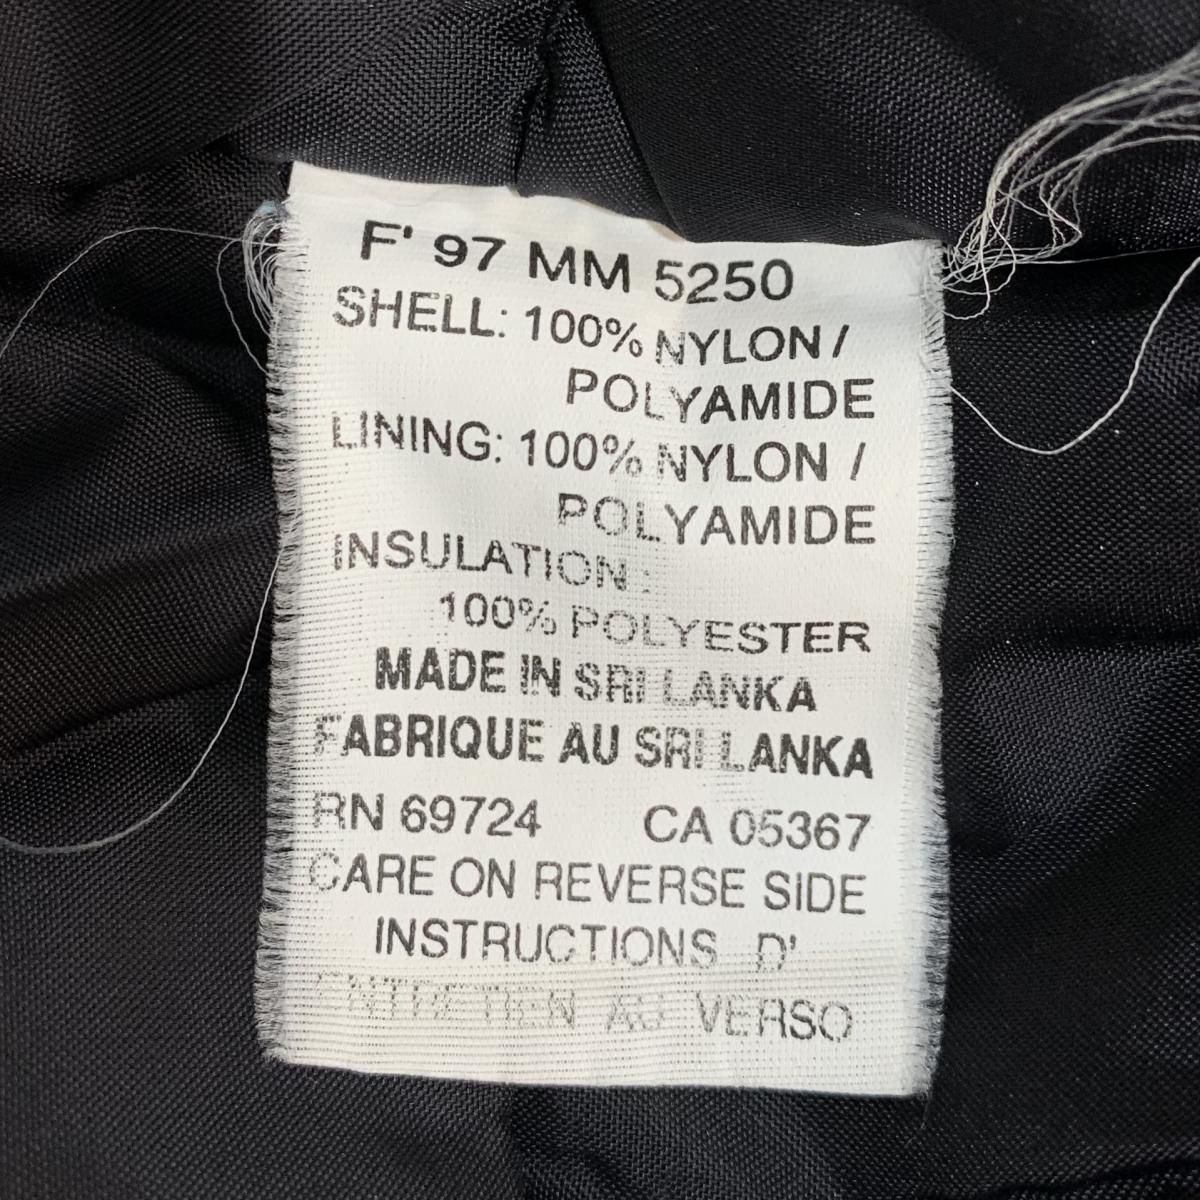 F' 97 MM 5250
SHELL: 100% NYLON /
POLYAMIDE
LINING: 100% NYLON /
POLYAMIDE
INSULATION :
100% POLYESTER
MADE IN SRI LANKA
FABRIQUE AU SRI LANKA
RN 69724 CA 05367
CARE ON REVERSE SIDE
INSTRUCTIONS D'
ENTRETIEN AU VERSO